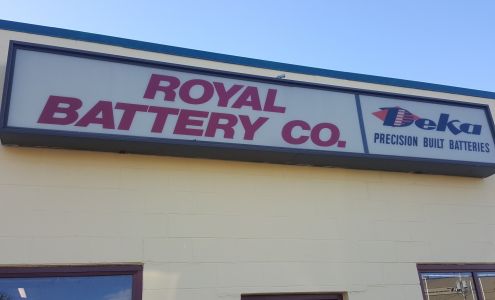 ROYAL
BATTERY CO.
Deka
PRECISION BUILT BATTERIES